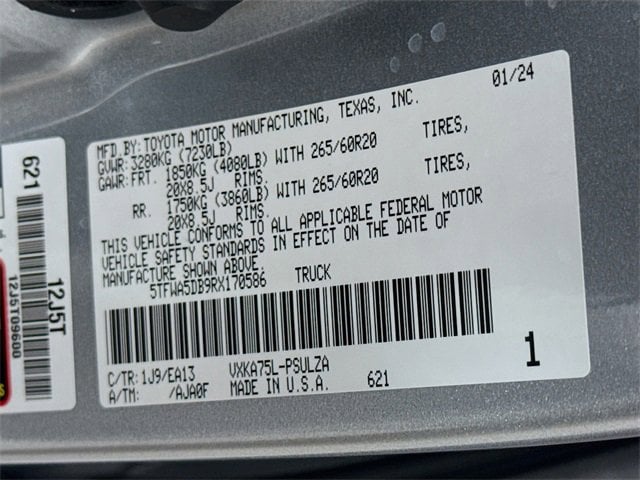 01/24
MFD.BY:TOYOTA MOTOR MANUFACTURING, TEXAS, INC.
GVWR:3280KG (7230LB)
GAWR:FRT. 1850KG (4080LB) WITH 265/60R20 TIRES,
20X8.5J RIMS.
RR. 1750KG (3860LB) WITH 265/60R20 TIRES,
20X8.5J RIMS.
THIS VEHICLE CONFORMS TO ALL APPLICABLE FEDERAL MOTOR
VEHICLE SAFETY STANDARDS IN EFFECT ON THE DATE OF
MANUFACTURE SHOWN ABOVE.
5TFWA5DB9RX170586 TRUCK
C/TR:1J9/EA13 VXKA75L-PSULZA
A/TM: /AJA0F MADE IN U.S.A. 621
1
621
12J5T
12J5T09600